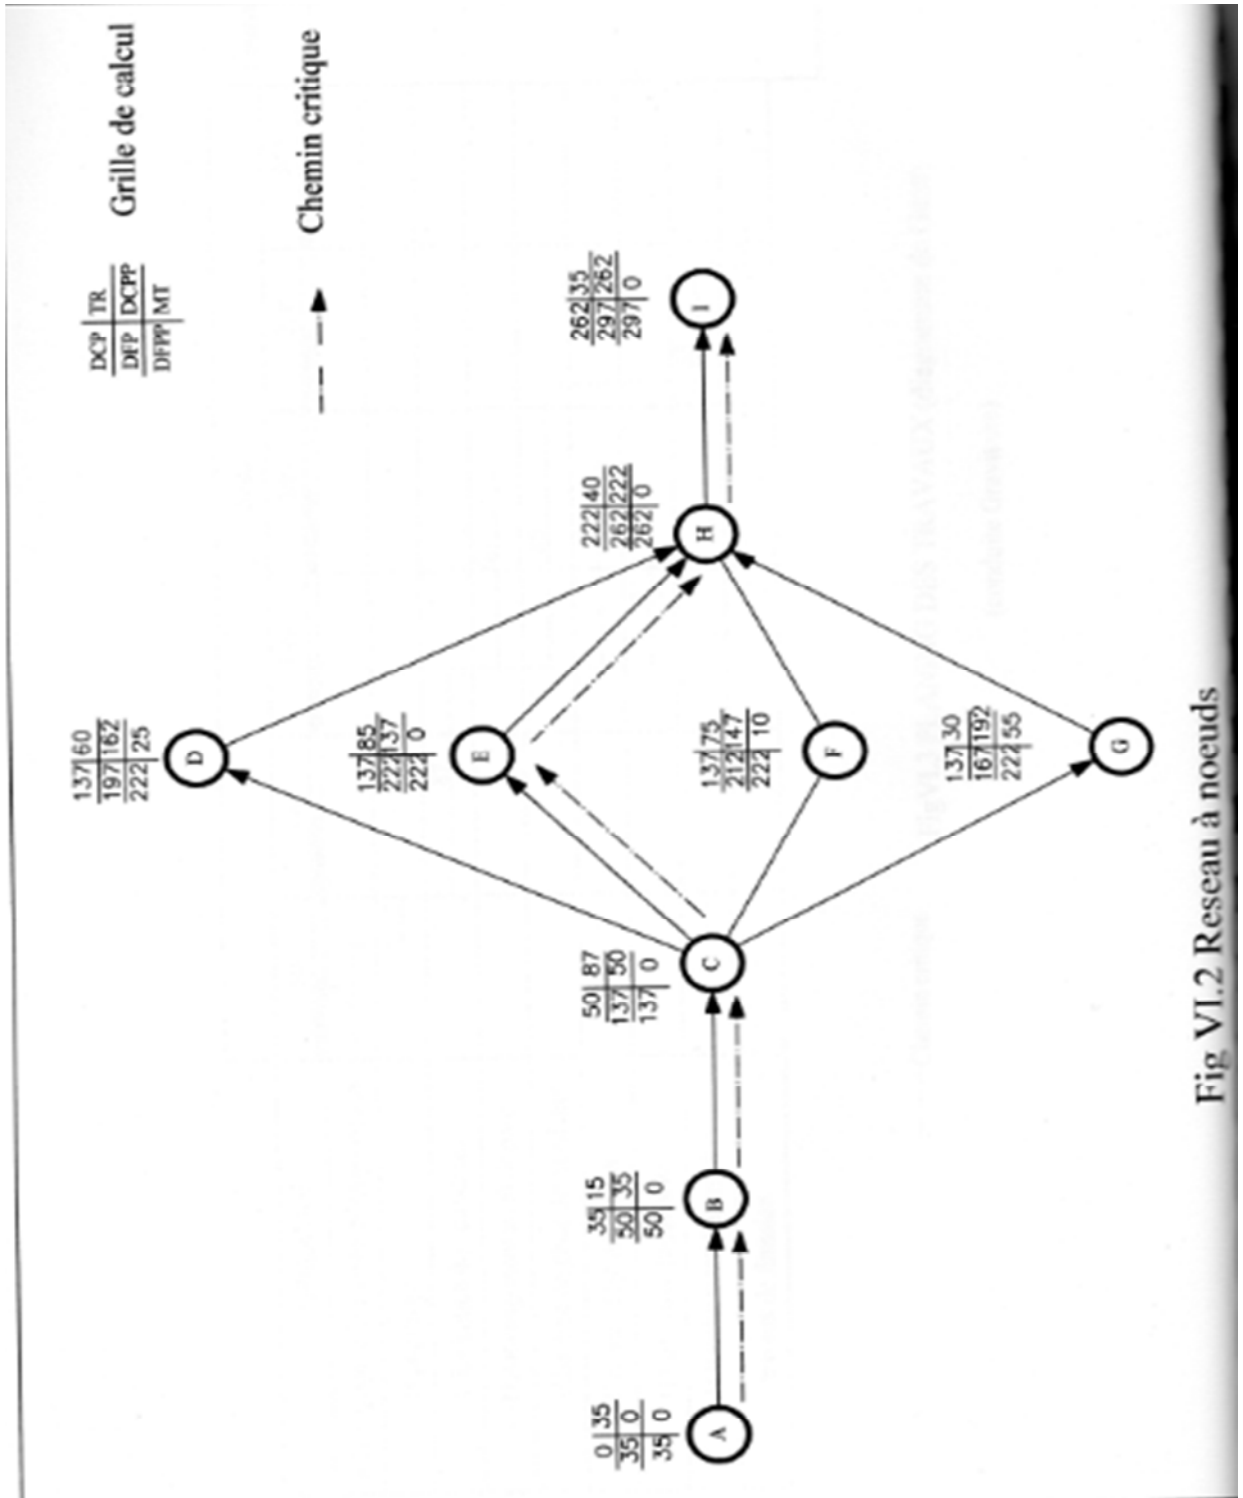 DCP TR
DFP DCPP
DFPP MT
Grille de calcul
Chemin critique
137 60
197 162
222 25
D
137 85
222 137
222 0
E
0 35
35 0
35 0
A
35 15
50 35
50 0
B
50 87
137 50
137 0
C
137 75
212 147
222 10
F
222 40
262 222
262 0
H
262 35
297 262
297 0
I
137 30
167 192
222 55
G
Fig VI.2 Reseau à noeuds